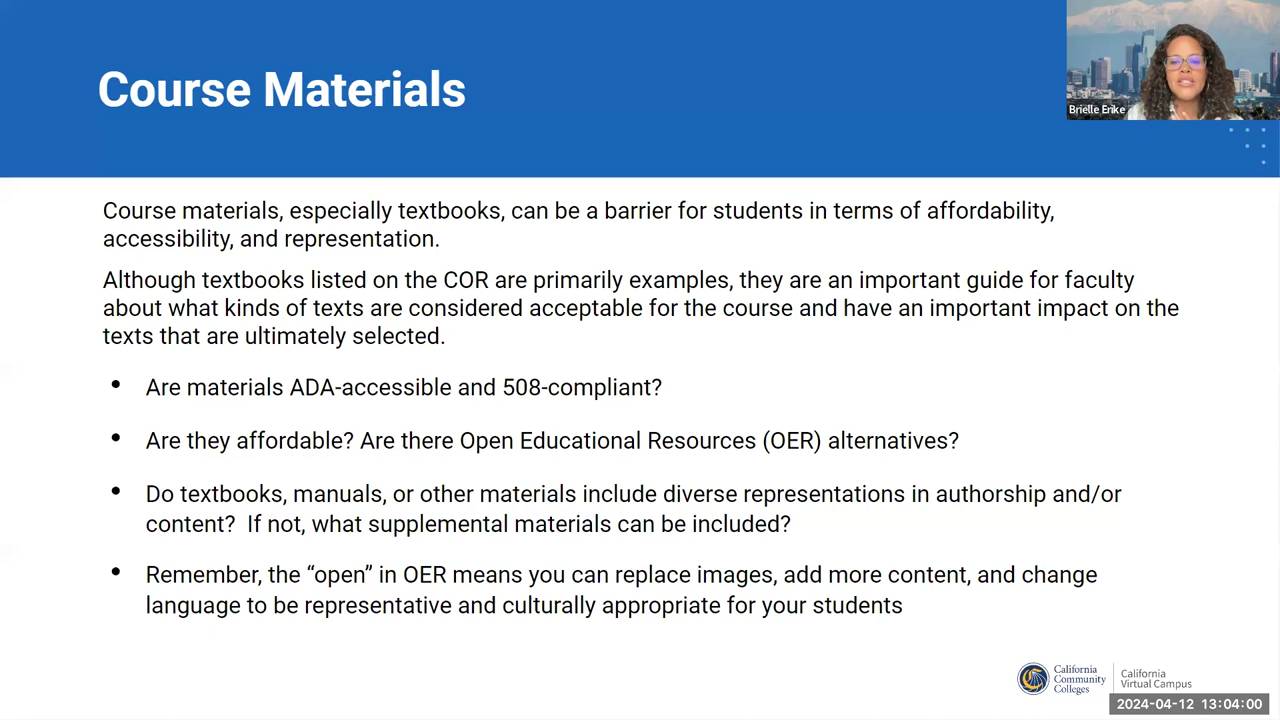 Course Materials
Brielle Erike
Course materials, especially textbooks, can be a barrier for students in terms of affordability,
accessibility, and representation.
Although textbooks listed on the COR are primarily examples, they are an important guide for faculty
about what kinds of texts are considered acceptable for the course and have an important impact on the
texts that are ultimately selected.
• Are materials ADA-accessible and 508-compliant?
• Are they affordable? Are there Open Educational Resources (OER) alternatives?
• Do textbooks, manuals, or other materials include diverse representations in authorship and/or
content?  If not, what supplemental materials can be included?
• Remember, the “open” in OER means you can replace images, add more content, and change
language to be representative and culturally appropriate for your students
California
Community
Colleges
California
Virtual Campus
2024-04-12 13:04:00